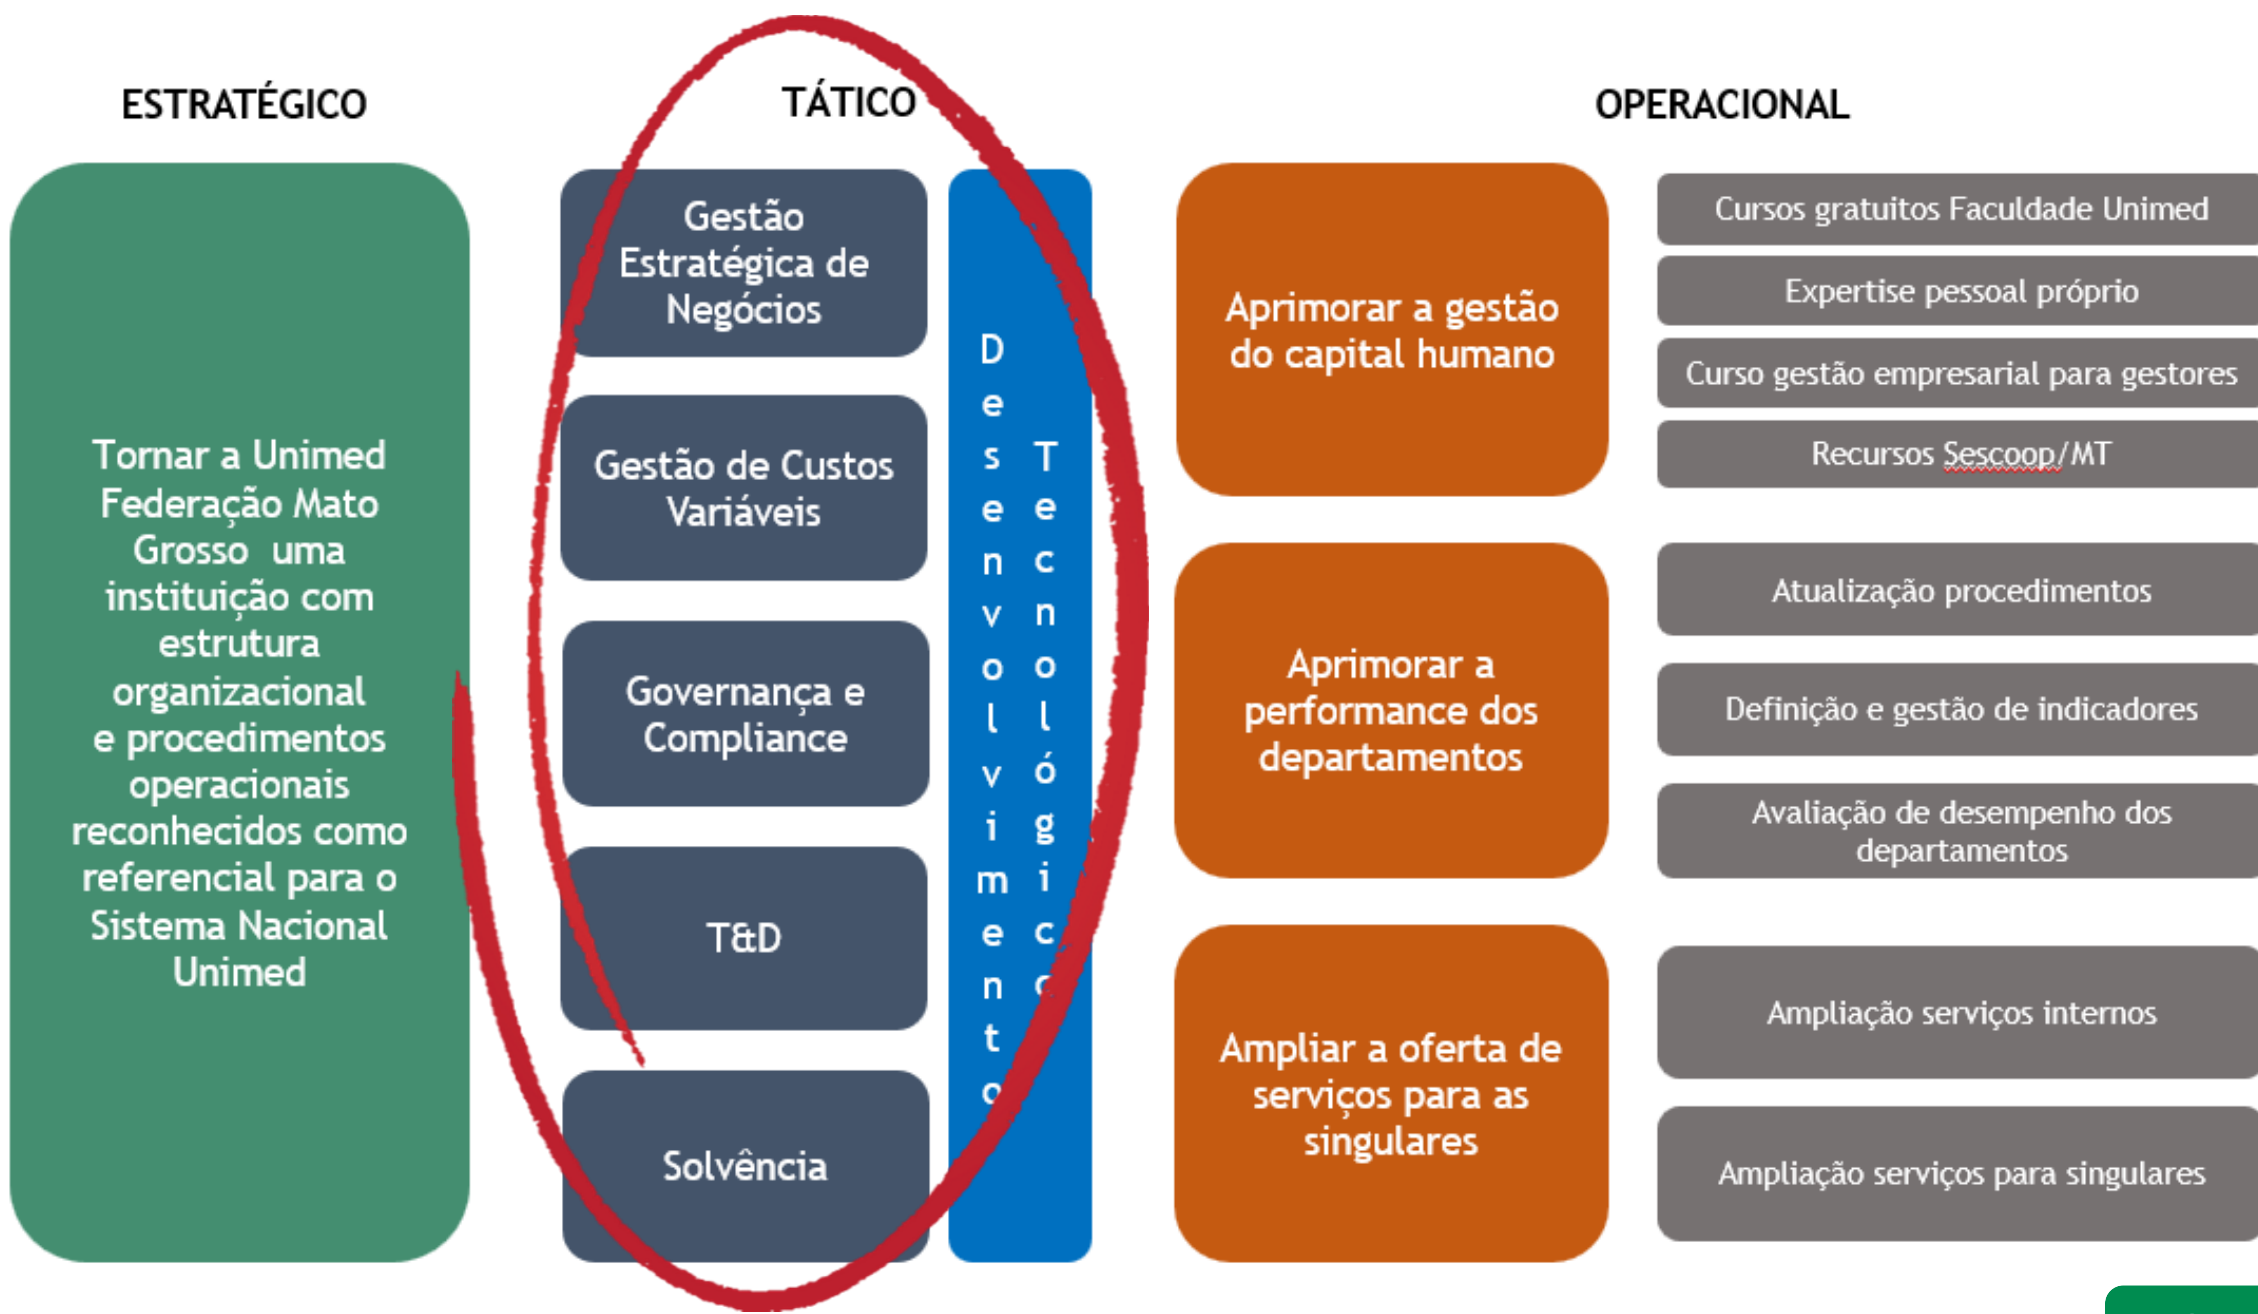 ESTRATÉGICO
TÁTICO
OPERACIONAL
Tornar a Unimed
Federação Mato
Grosso uma
instituição com
estrutura
organizacional
e procedimentos
operacionais
reconhecidos como
referencial para o
Sistema Nacional
Unimed
Gestão
Estratégica de
Negócios
Gestão de Custos
Variáveis
Governança e
Compliance
T&D
Solvência
Desenvolvimento
Tecnológico
Aprimorar a gestão
do capital humano
Cursos gratuitos Faculdade Unimed
Expertise pessoal próprio
Curso gestão empresarial para gestores
Recursos Sescoop/MT
Aprimorar a
performance dos
departamentos
Atualização procedimentos
Definição e gestão de indicadores
Avaliação de desempenho dos
departamentos
Ampliar a oferta de
serviços para as
singulares
Ampliação serviços internos
Ampliação serviços para singulares